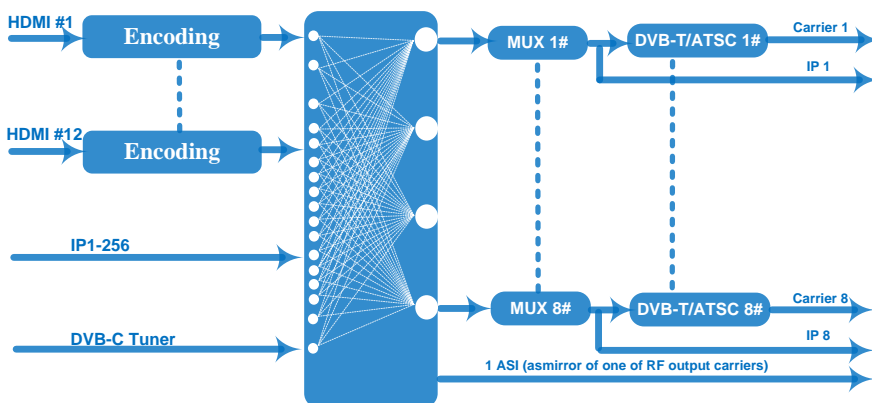 HDMI #1
Encoding
MUX 1#
DVB-T/ATSC 1#
Carrier 1
IP 1
HDMI #12
Encoding
IP1-256
MUX 8#
DVB-T/ATSC 8#
Carrier 8
IP 8
DVB-C Tuner
1 ASI (asmirror of one of RF output carriers)